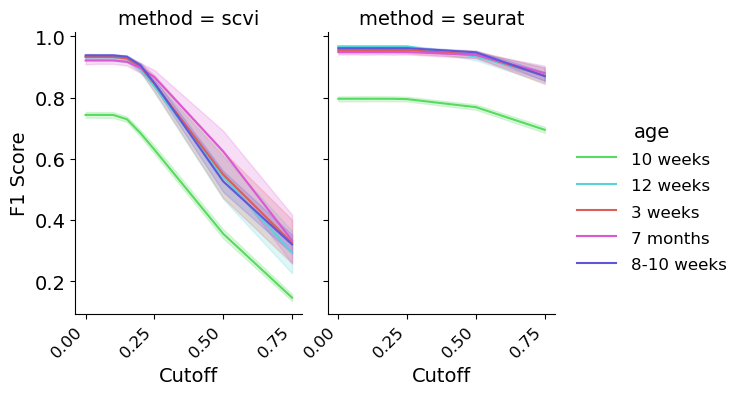 method = scvi
method = seurat
1.0
0.8
0.6
0.4
0.2
F1 Score
0.00
0.25
0.50
0.75
0.00
0.25
0.50
0.75
Cutoff
Cutoff
age
10 weeks
12 weeks
3 weeks
7 months
8-10 weeks